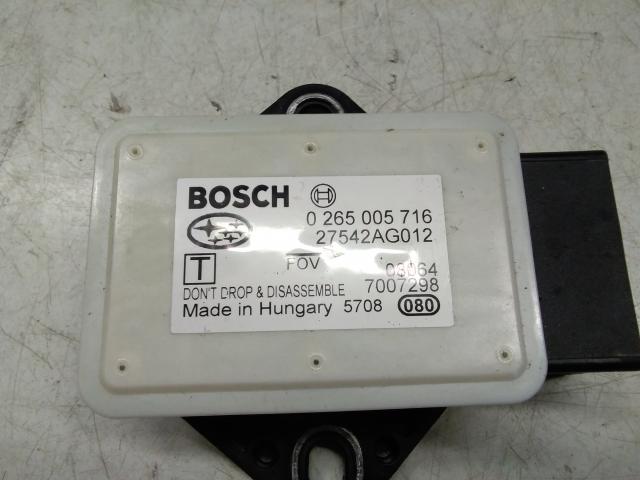 BOSCH
0 265 005 716
27542AG012
T FOV 03064
DON'T DROP & DISASSEMBLE 7007298
Made in Hungary 5708 080